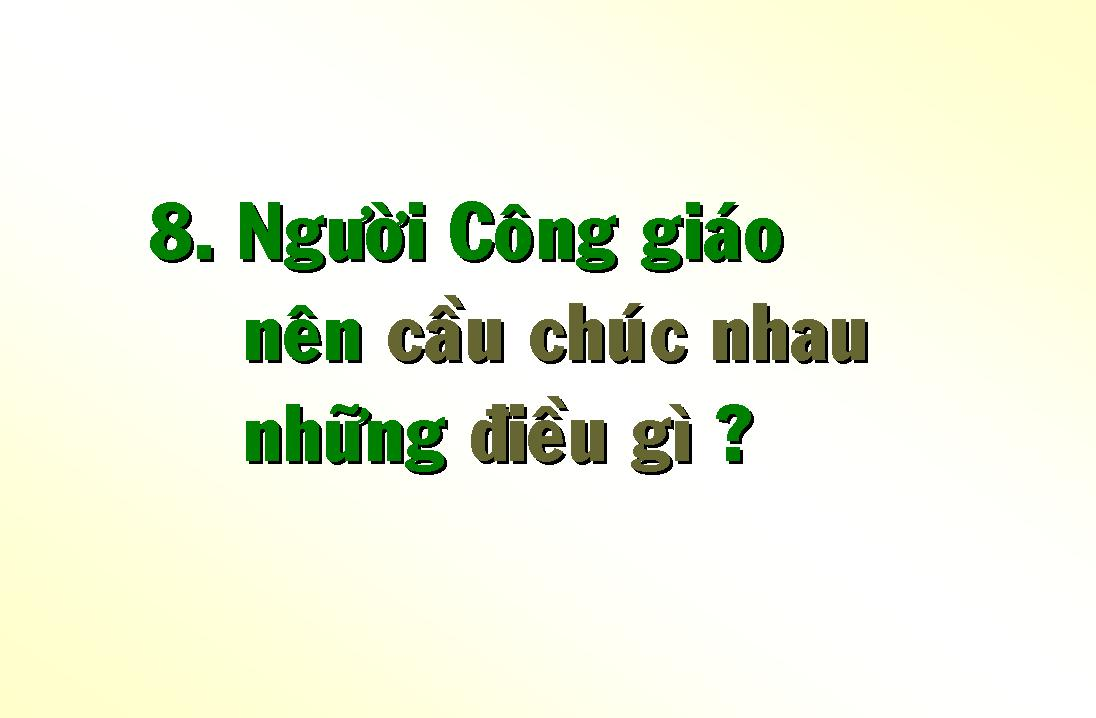 8. Người Công giáo
nên cầu chúc nhau
những điều gì ?